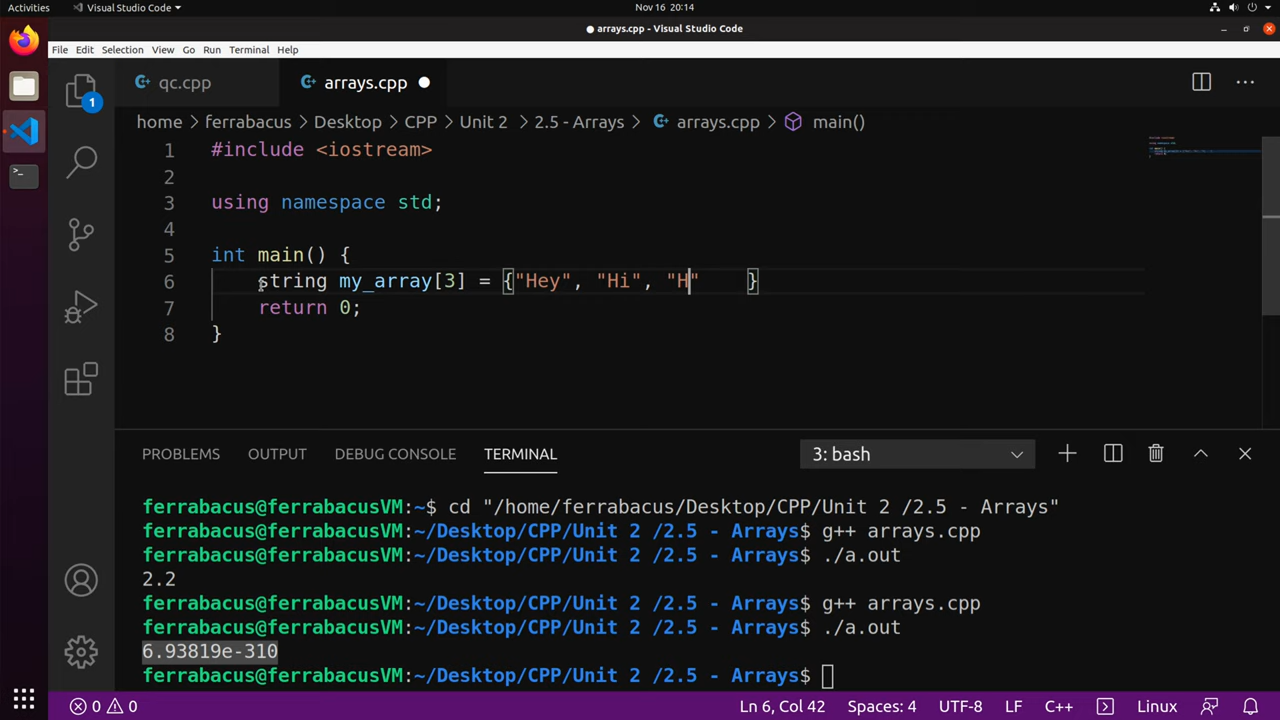 Activities Visual Studio Code Nov 16 20:14
arrays.cpp - Visual Studio Code
File Edit Selection View Go Run Terminal Help
qc.cpp arrays.cpp
home ferrabacus Desktop CPP Unit 2 2.5 - Arrays arrays.cpp main()
1 #include <iostream>
2
3 using namespace std;
4
5 int main() {
6 string my_array[3] = {"Hey", "Hi", "H" }
7 return 0;
8 }
1
PROBLEMS OUTPUT DEBUG CONSOLE TERMINAL 3: bash
ferrabacus@ferrabacusVM:~$ cd "/home/ferrabacus/Desktop/CPP/Unit 2 /2.5 - Arrays"
ferrabacus@ferrabacusVM:~/Desktop/CPP/Unit 2 /2.5 - Arrays$ g++ arrays.cpp
ferrabacus@ferrabacusVM:~/Desktop/CPP/Unit 2 /2.5 - Arrays$ ./a.out
2.2
ferrabacus@ferrabacusVM:~/Desktop/CPP/Unit 2 /2.5 - Arrays$ g++ arrays.cpp
ferrabacus@ferrabacusVM:~/Desktop/CPP/Unit 2 /2.5 - Arrays$ ./a.out
6.93819e-310
ferrabacus@ferrabacusVM:~/Desktop/CPP/Unit 2 /2.5 - Arrays$
0 0 Ln 6, Col 42 Spaces: 4 UTF-8 LF C++ Linux